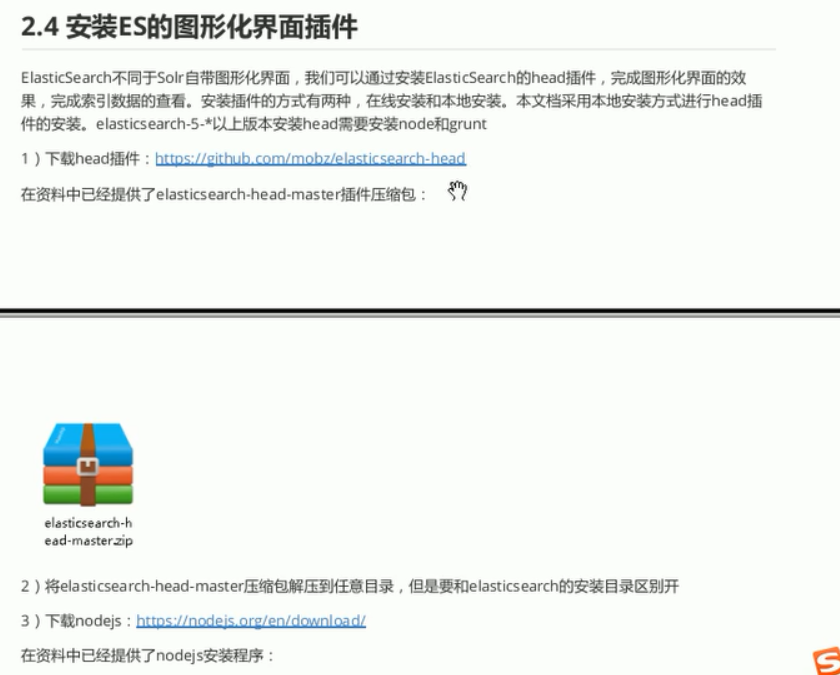 2.4 安装ES的图形化界面插件
ElasticSearch不同于Solr自带图形化界面，我们可以通过安装ElasticSearch的head插件，完成图形化界面的效
果，完成索引数据的查看。安装插件的方式有两种，在线安装和本地安装。本文档采用本地安装方式进行head插
件的安装。elasticsearch-5-*以上版本安装head需要安装node和grunt
1）下载head插件：https://github.com/mobz/elasticsearch-head
在资料中已经提供了elasticsearch-head-master插件压缩包：
elasticsearch-h
ead-master.zip
2）将elasticsearch-head-master压缩包解压到任意目录，但是要和elasticsearch的安装目录区别开
3）下载nodejs：https://nodejs.org/en/download/
在资料中已经提供了nodejs安装程序：